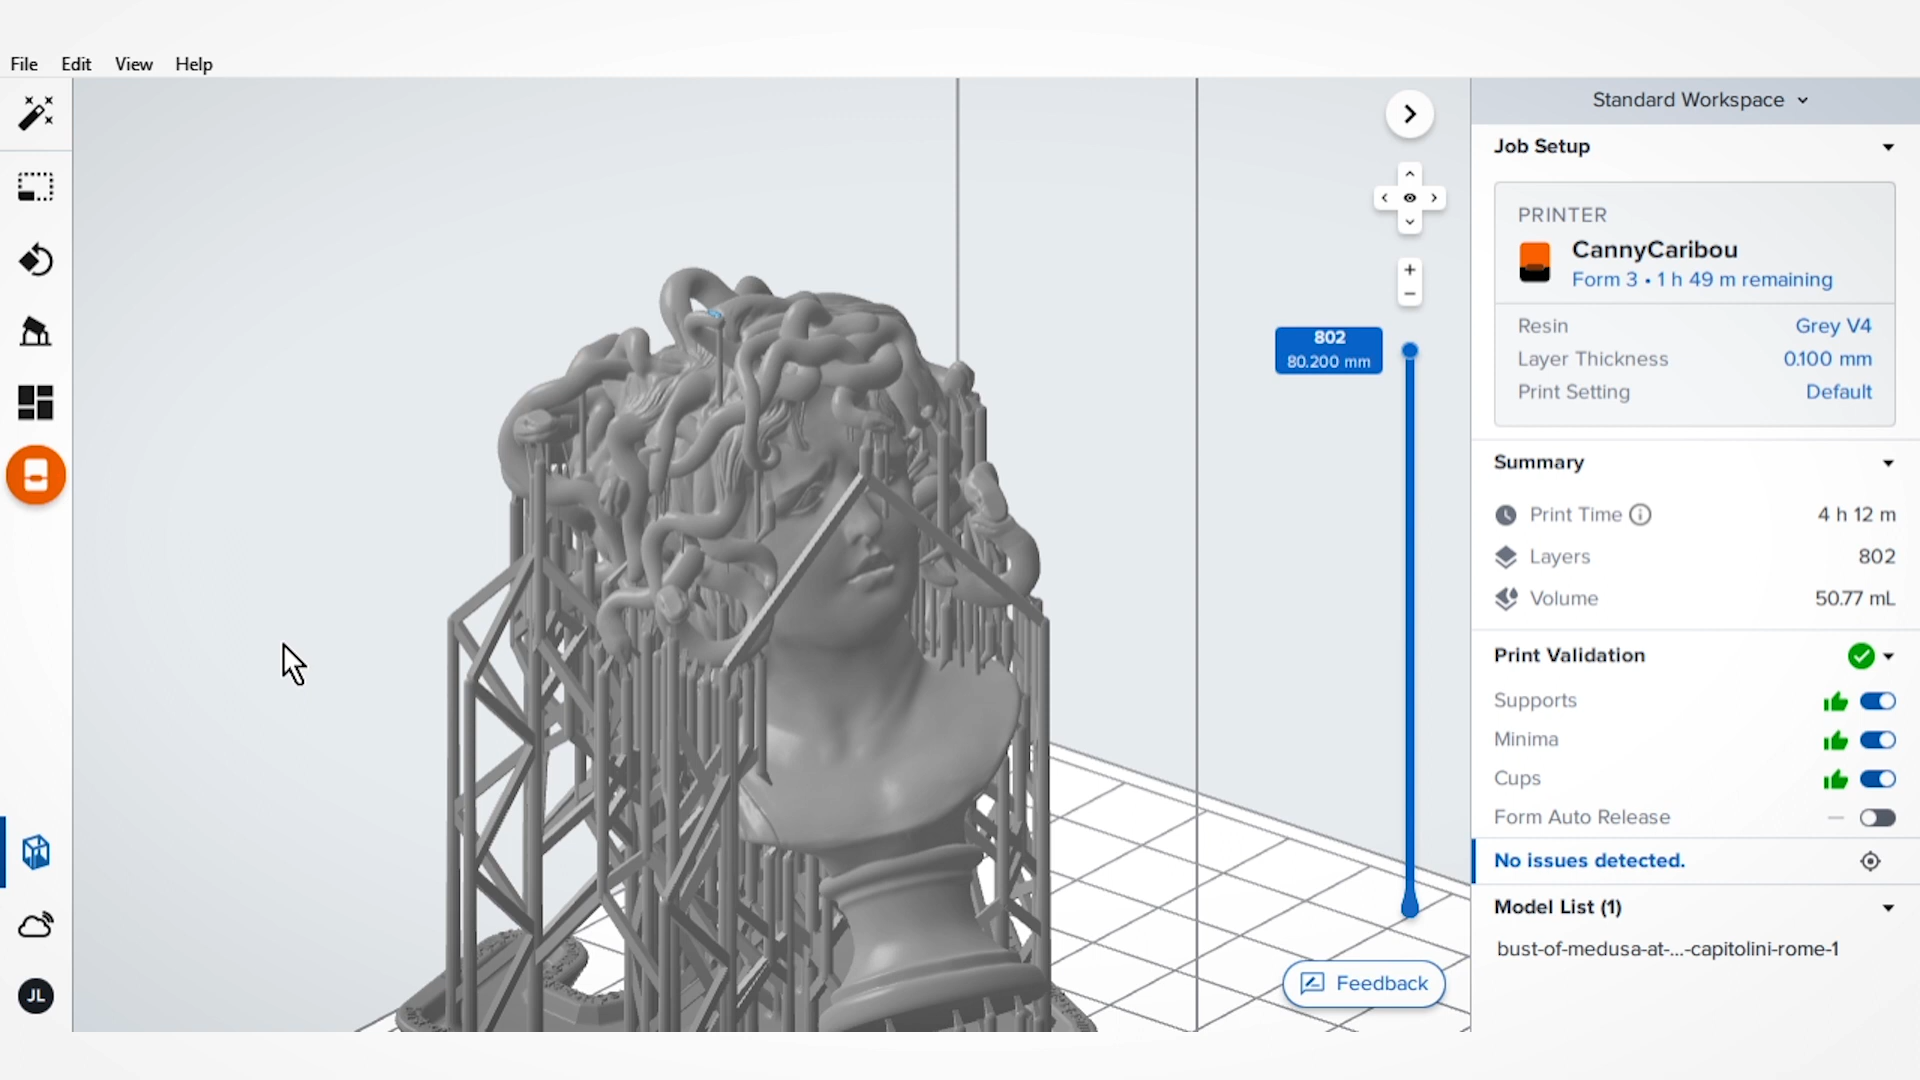 File Edit View Help
Standard Workspace
Job Setup
PRINTER
CannyCaribou
Form 3 • 1 h 49 m remaining
Resin Grey V4
Layer Thickness 0.100 mm
Print Setting Default
802
80.200 mm
Summary
Print Time 4 h 12 m
Layers 802
Volume 50.77 mL
Print Validation
Supports
Minima
Cups
Form Auto Release
No issues detected.
Model List (1)
bust-of-medusa-at-...-capitolini-rome-1
Feedback
JL